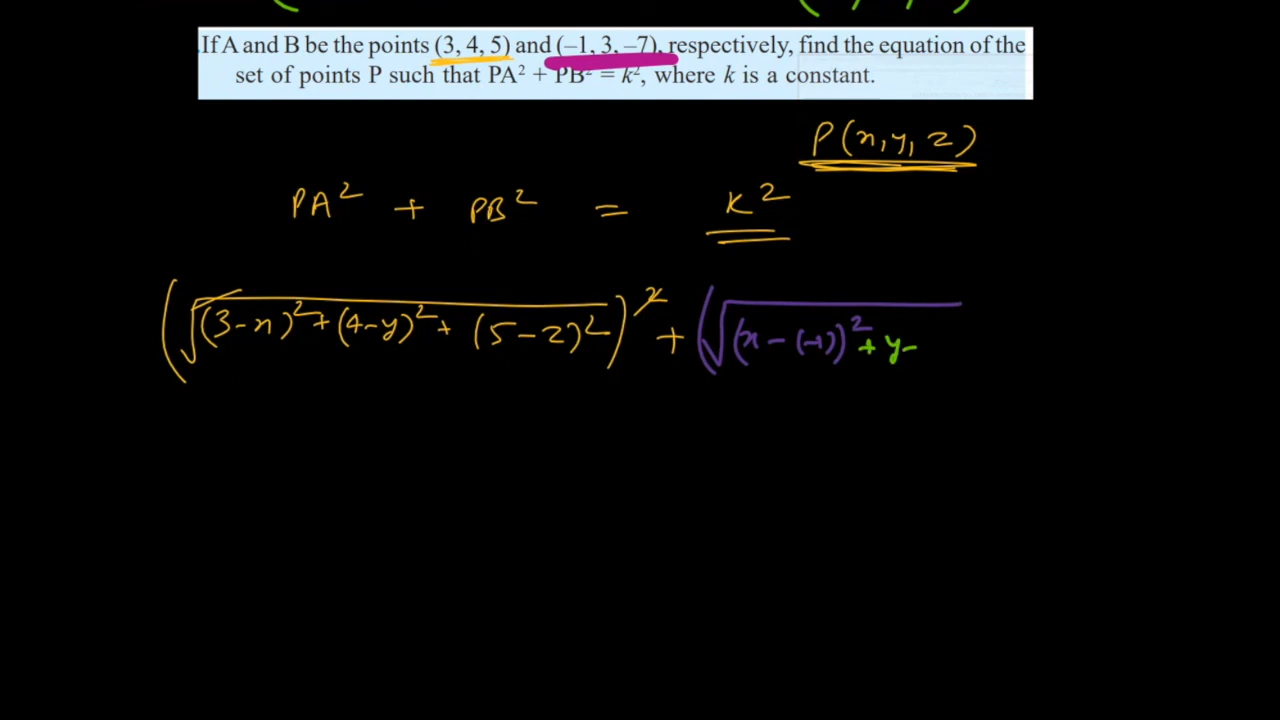 If A and B be the points (3, 4, 5) and (–1, 3, –7), respectively, find the equation of the
set of points P such that PA² + PB² = k², where k is a constant.
P(x, y, z)
PA² + PB² = K²
(√(3-x)²+(4-y)²+(5-z)²)² + (√(x-(-1))²+y-